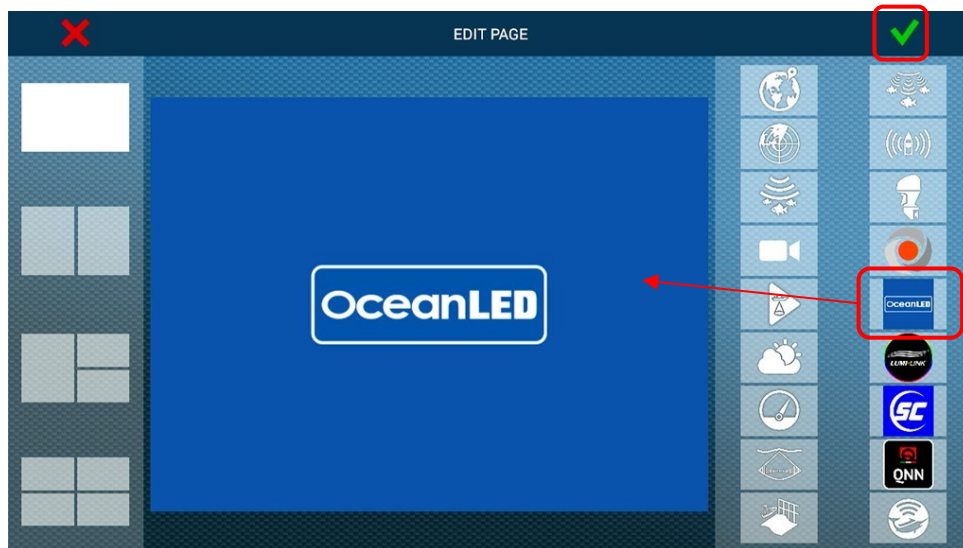 EDIT PAGE
OceanLED
OceanLED
LUMI-LINK
SC
QNN